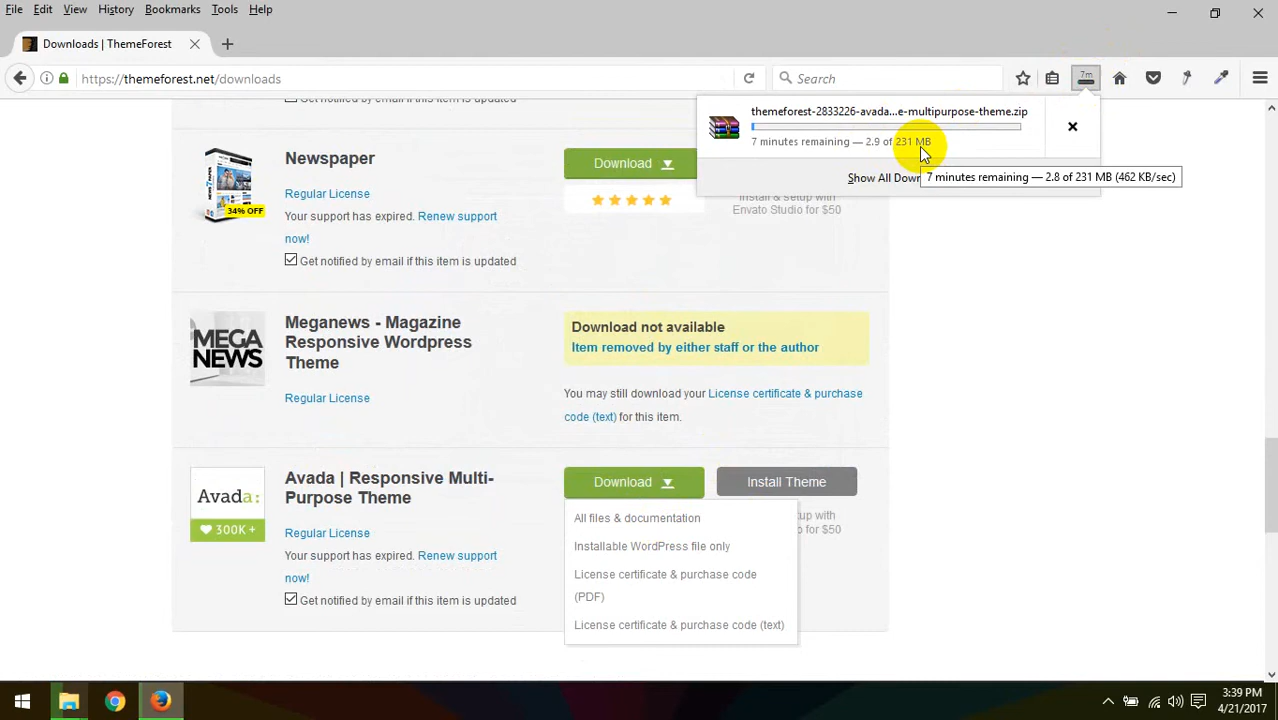 File Edit View History Bookmarks Tools Help
Downloads | ThemeForest
https://themeforest.net/downloads
Search
7m
themeforest-2833226-avada...e-multipurpose-theme.zip
7 minutes remaining — 2.9 of 231 MB
Show All Down
7 minutes remaining — 2.8 of 231 MB (462 KB/sec)
Get notified by email if this item is updated
NEWSPAPER
34% OFF
Newspaper
Regular License
Your support has expired. Renew support
now!
Get notified by email if this item is updated
Download
Install & Setup with
Envato Studio for $50
MEGA
NEWS
Meganews - Magazine
Responsive Wordpress
Theme
Regular License
Download not available
Item removed by either staff or the author
You may still download your License certificate & purchase
code (text) for this item.
Avada:
300K+
Avada | Responsive Multi-
Purpose Theme
Regular License
Your support has expired. Renew support
now!
Get notified by email if this item is updated
Download
Install Theme
up with
o for $50
All files & documentation
Installable WordPress file only
License certificate & purchase code
(PDF)
License certificate & purchase code (text)
3:39 PM
4/21/2017